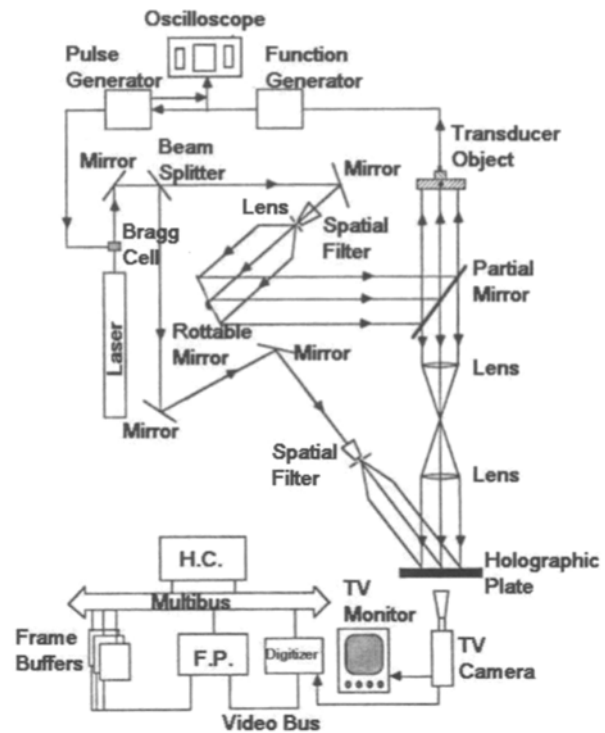 Oscilloscope
Pulse
Generator
Function
Generator
Transducer
Object
Mirror
Beam
Splitter
Mirror
Lens
Spatial
Filter
Bragg
Cell
Partial
Mirror
Laser
Rottable
Mirror
Mirror
Lens
Mirror
Spatial
Filter
Lens
H.C.
Holographic
Plate
Multibus
TV
Monitor
Frame
Buffers
F.P.
Digitizer
TV
Camera
Video Bus